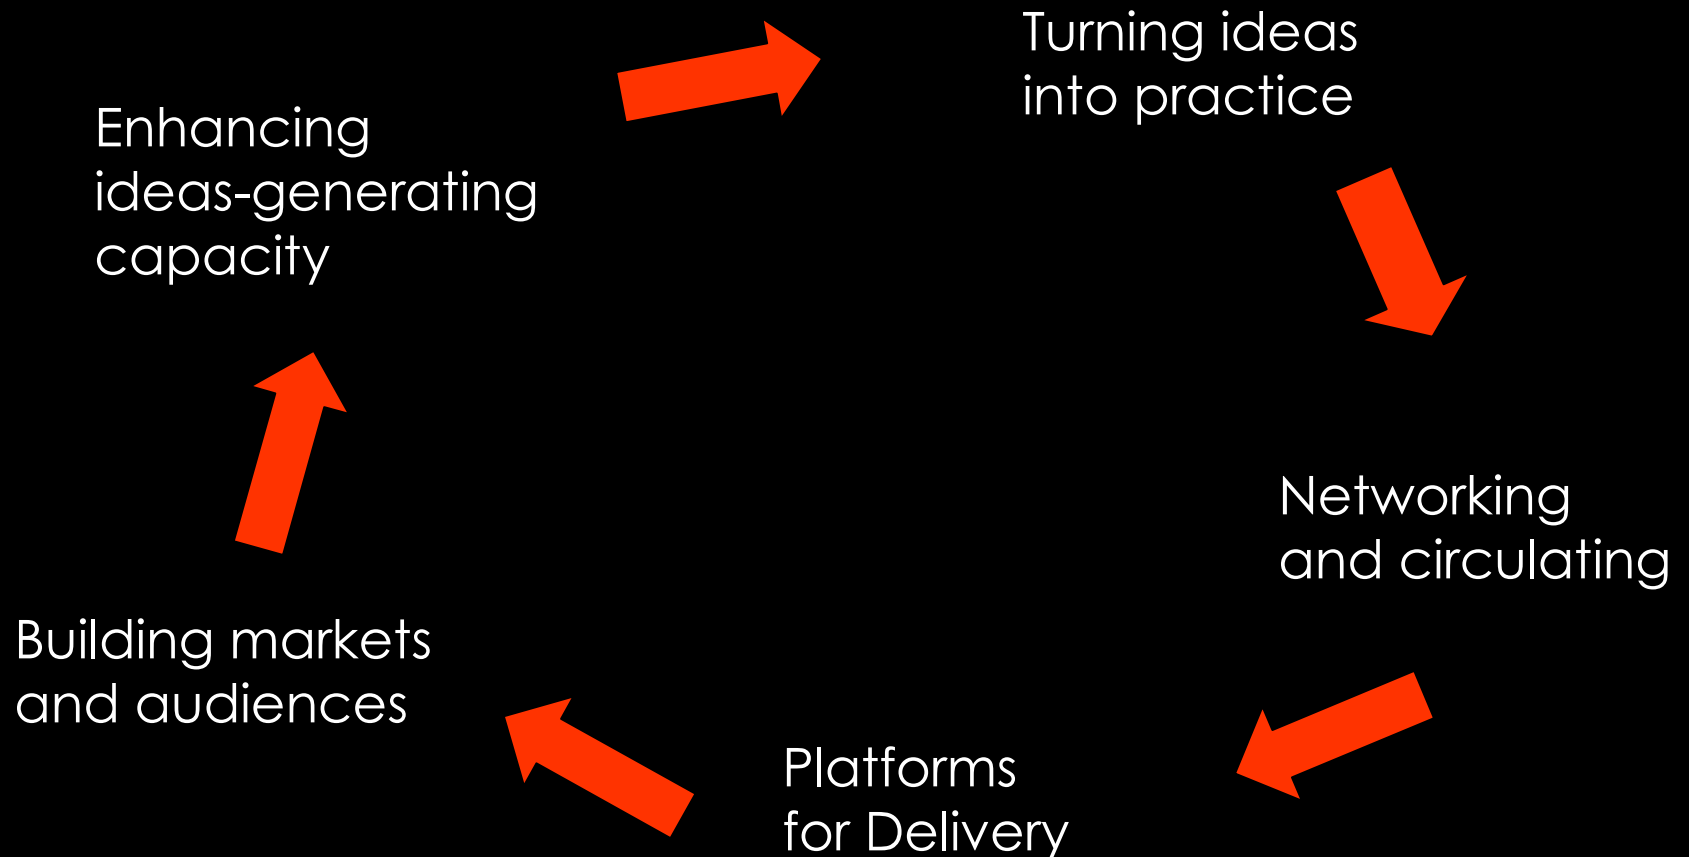 Turning ideas
into practice
Enhancing
ideas-generating
capacity
Networking
and circulating
Building markets
and audiences
Platforms
for Delivery